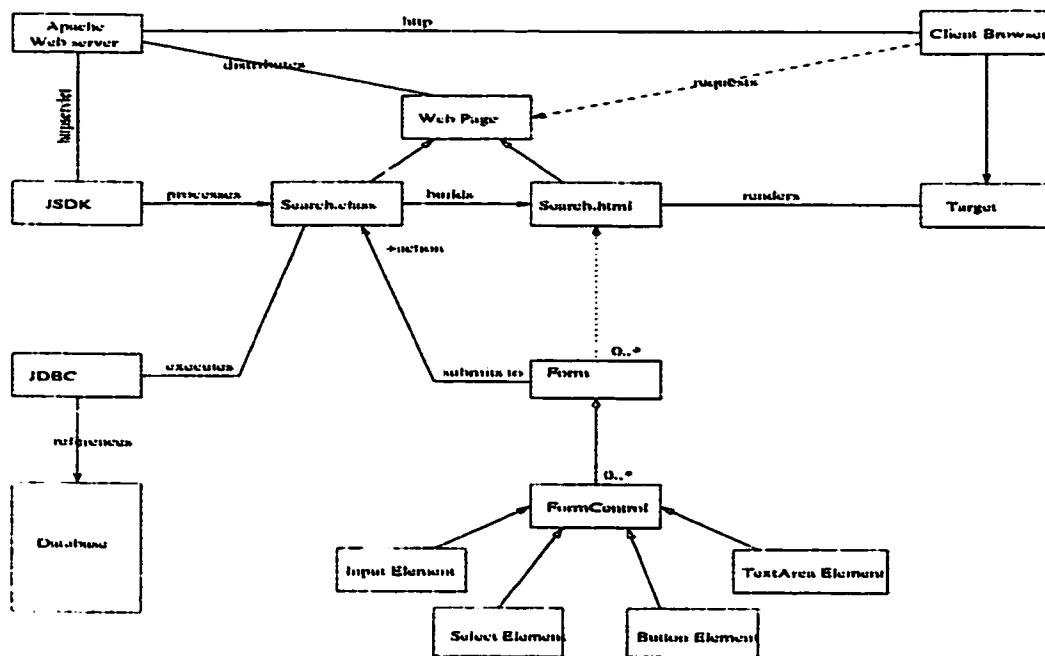 Apache
Web server
http
Client Browser
distributes
requests
httpservlet
Web Page
JSDK
processes
Search.class
builds
Search.html
renders
Target
+action
0..*
JDBC
executes
submits to
Form
references
0..*
FormControl
Database
Input Element
TextArea Element
Select Element
Button Element